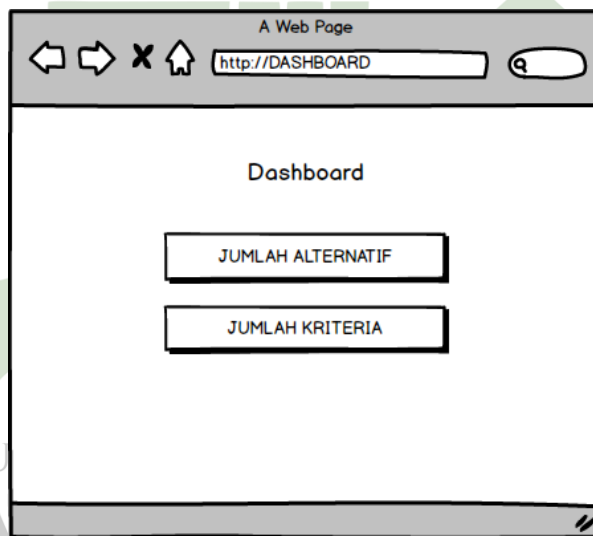 A Web Page
http://DASHBOARD
Dashboard
JUMLAH ALTERNATIF
JUMLAH KRITERIA